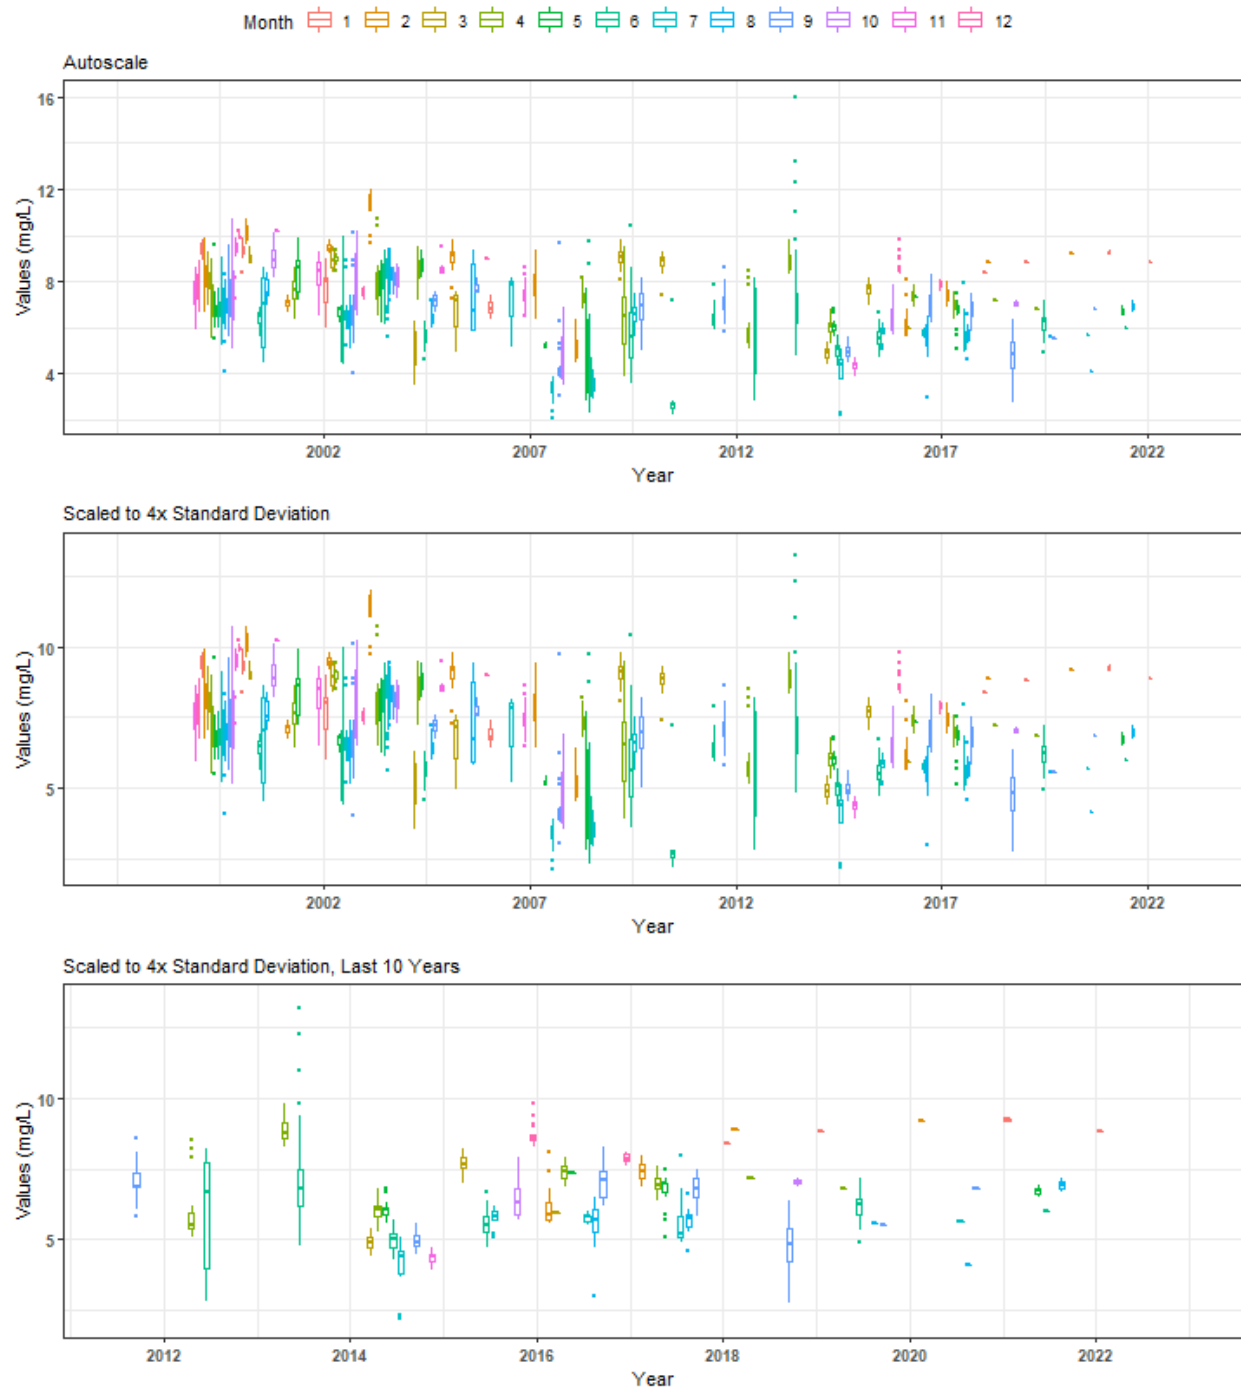 Month 1 2 3 4 5 6 7 8 9 10 11 12
Autoscale
16
12
8
4
Values (mg/L)
2002 2007 2012 2017 2022
Year
Scaled to 4x Standard Deviation
10
5
Values (mg/L)
2002 2007 2012 2017 2022
Year
Scaled to 4x Standard Deviation, Last 10 Years
10
5
Values (mg/L)
2012 2014 2016 2018 2020 2022
Year